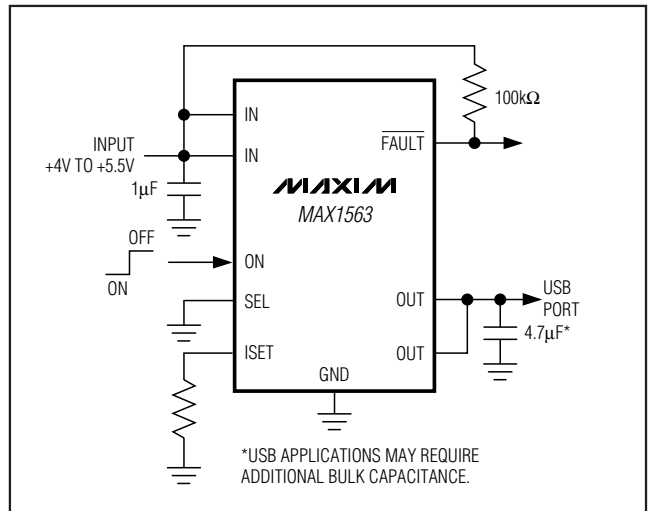 100kΩ
IN
FAULT
INPUT
+4V TO +5.5V
IN
1μF
MAXIM
MAX1563
OFF
ON
ON
SEL
OUT
USB
PORT
4.7μF*
ISET
OUT
GND
*USB APPLICATIONS MAY REQUIRE
ADDITIONAL BULK CAPACITANCE.